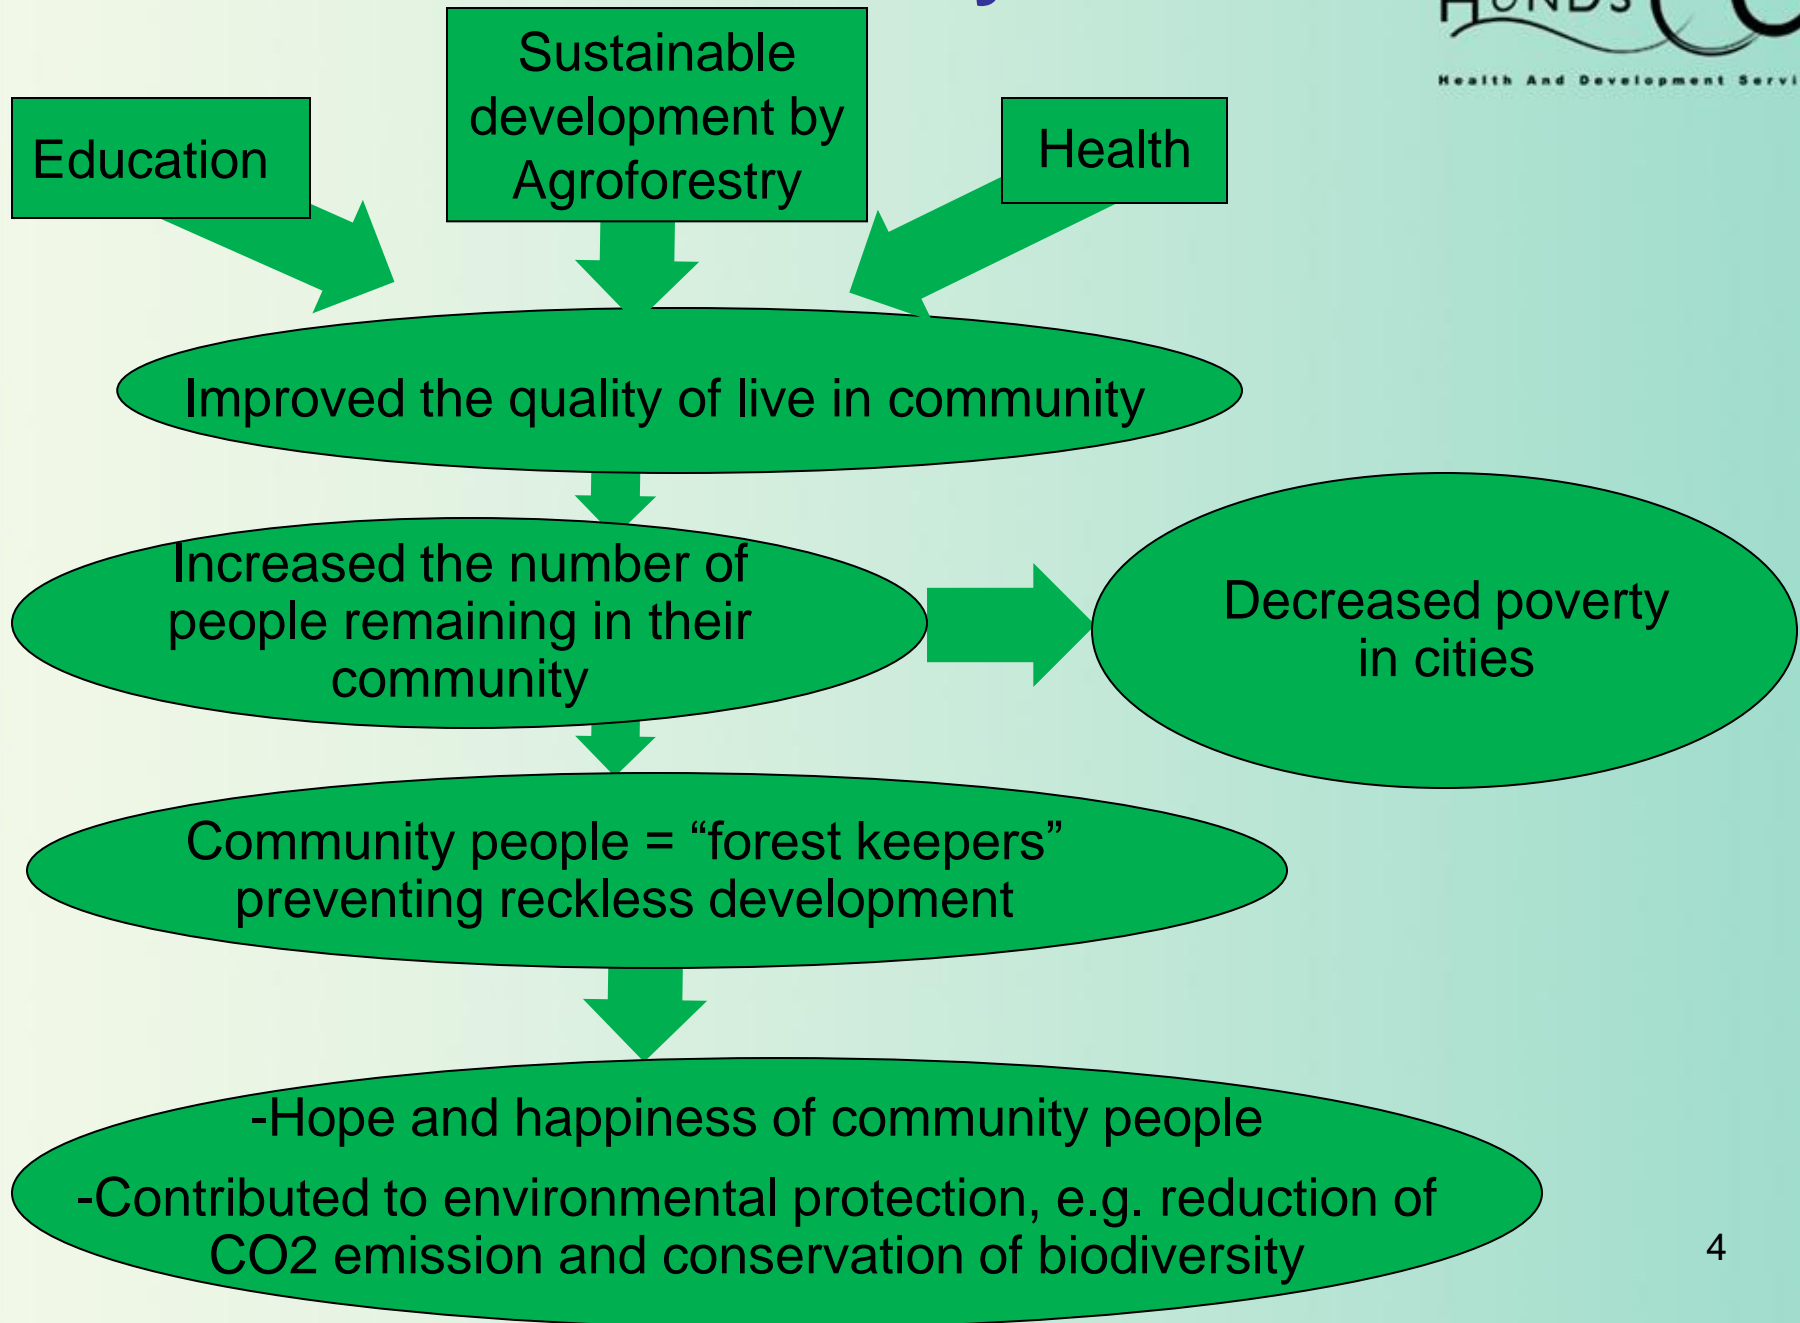 HANDS
Health And Development Servi
Sustainable
development by
Agroforestry
Education
Health
Improved the quality of live in community
Increased the number of
people remaining in their
community
Decreased poverty
in cities
Community people = “forest keepers”
preventing reckless development
-Hope and happiness of community people
-Contributed to environmental protection, e.g. reduction of
CO2 emission and conservation of biodiversity
4